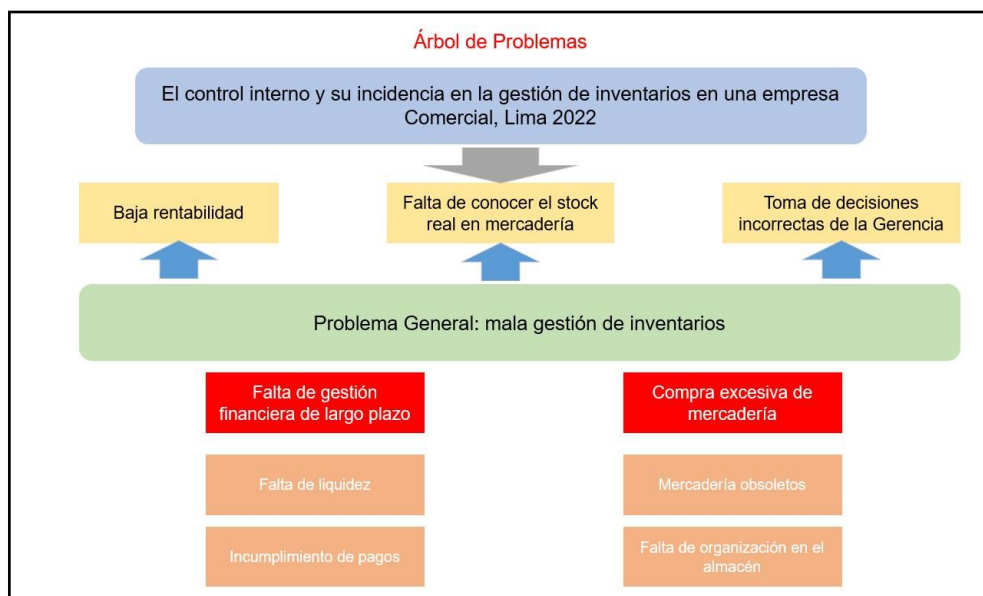 Árbol de Problemas
El control interno y su incidencia en la gestión de inventarios en una empresa
Comercial, Lima 2022
Baja rentabilidad
Falta de conocer el stock
real en mercadería
Toma de decisiones
incorrectas de la Gerencia
Problema General: mala gestión de inventarios
Falta de gestión
financiera de largo plazo
Compra excesiva de
mercadería
Falta de liquidez
Mercadería obsoletos
Incumplimiento de pagos
Falta de organización en el
almacén